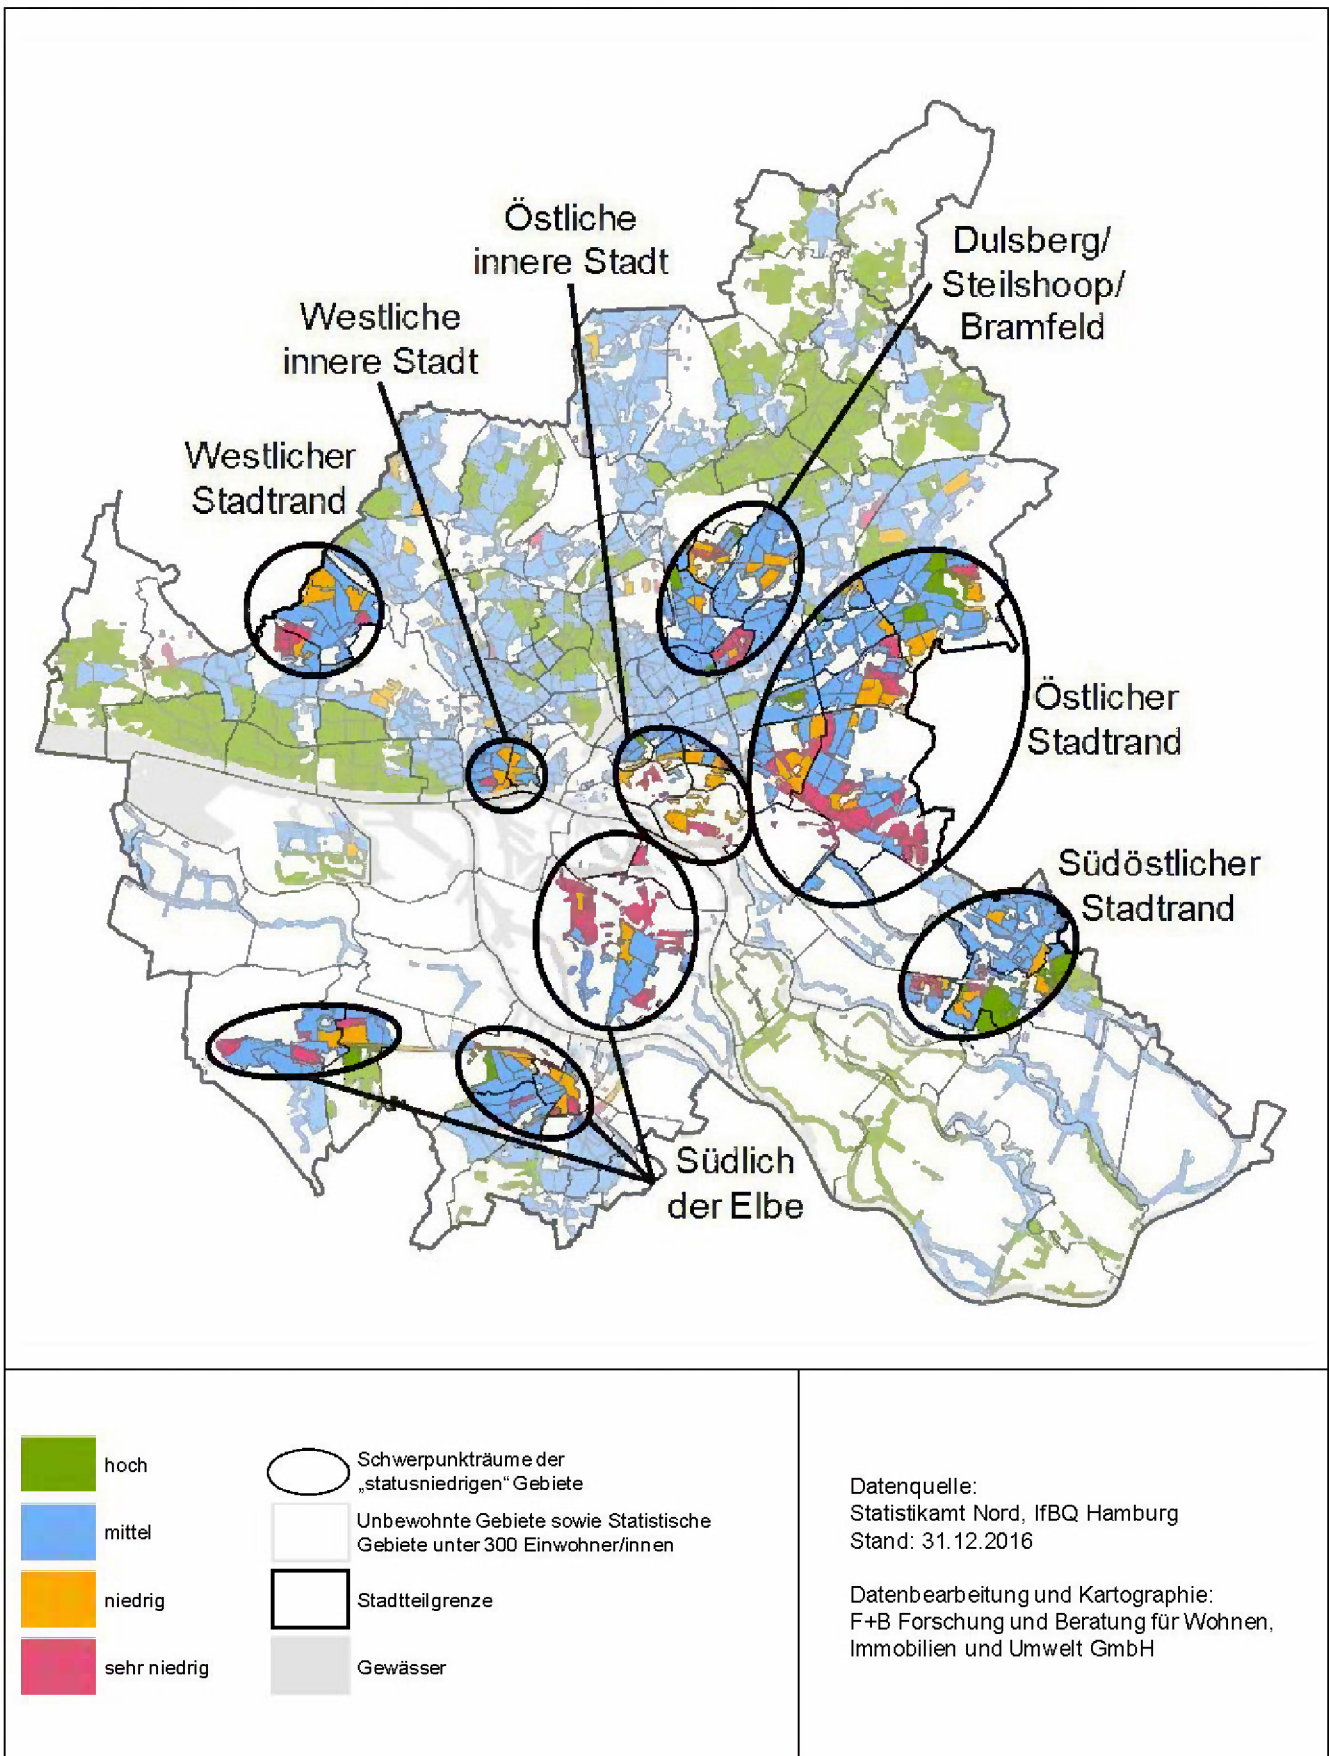 Östliche
innere Stadt
Dulsberg/
Steilshoop/
Bramfeld
Westliche
innere Stadt
Westlicher
Stadtrand
Östlicher
Stadtrand
Südöstlicher
Stadtrand
Südlich
der Elbe
hoch
mittel
niedrig
sehr niedrig
Schwerpunkträume der
„statusniedrigen“ Gebiete
Unbewohnte Gebiete sowie Statistische
Gebiete unter 300 Einwohner/innen
Stadtteilgrenze
Gewässer
Datenquelle:
Statistikamt Nord, IfBQ Hamburg
Stand: 31.12.2016
Datenbearbeitung und Kartographie:
F+B Forschung und Beratung für Wohnen,
Immobilien und Umwelt GmbH